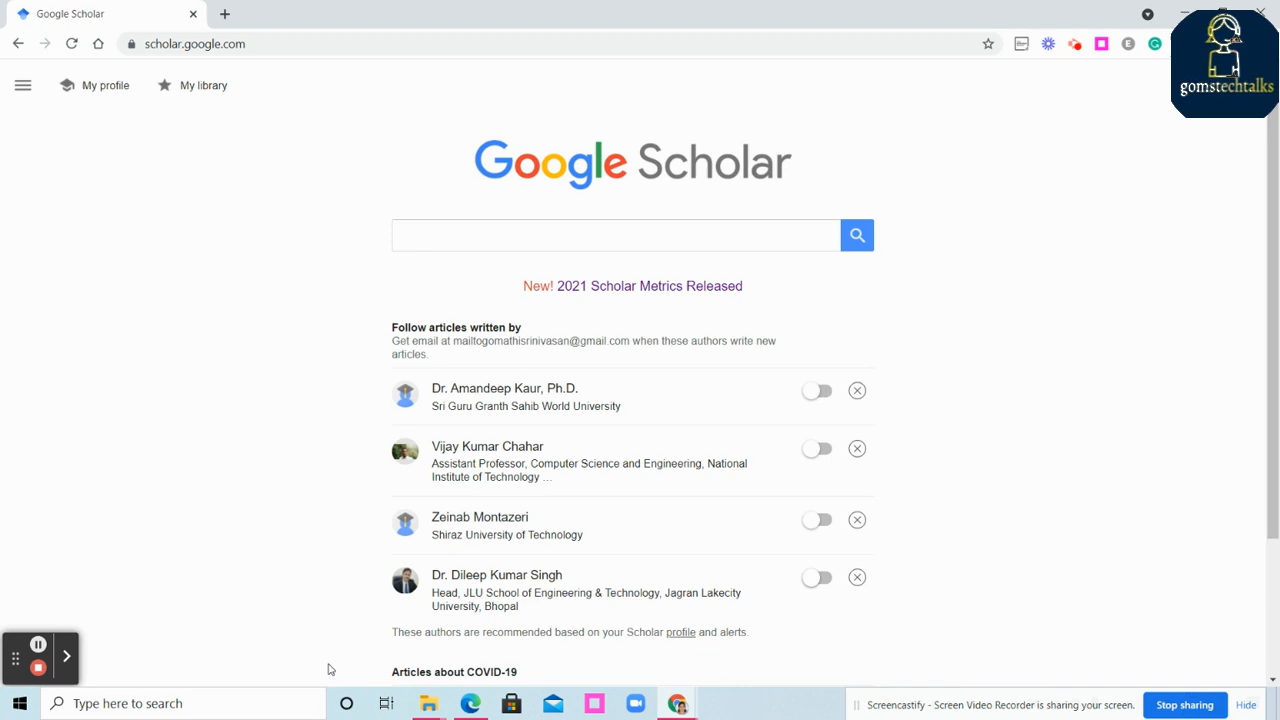 Google Scholar
scholar.google.com
E
gomstechtalks
My profile
My library
Google Scholar
New! 2021 Scholar Metrics Released
Follow articles written by
Get email at mailtogomathisrinivasan@gmail.com when these authors write new
articles.
Dr. Amandeep Kaur, Ph.D.
Sri Guru Granth Sahib World University
Vijay Kumar Chahar
Assistant Professor, Computer Science and Engineering, National
Institute of Technology ...
Zeinab Montazeri
Shiraz University of Technology
Dr. Dileep Kumar Singh
Head, JLU School of Engineering & Technology, Jagran Lakecity
University, Bhopal
These authors are recommended based on your Scholar profile and alerts.
Articles about COVID-19
Type here to search
Screencastify - Screen Video Recorder is sharing your screen.
Stop sharing
Hide